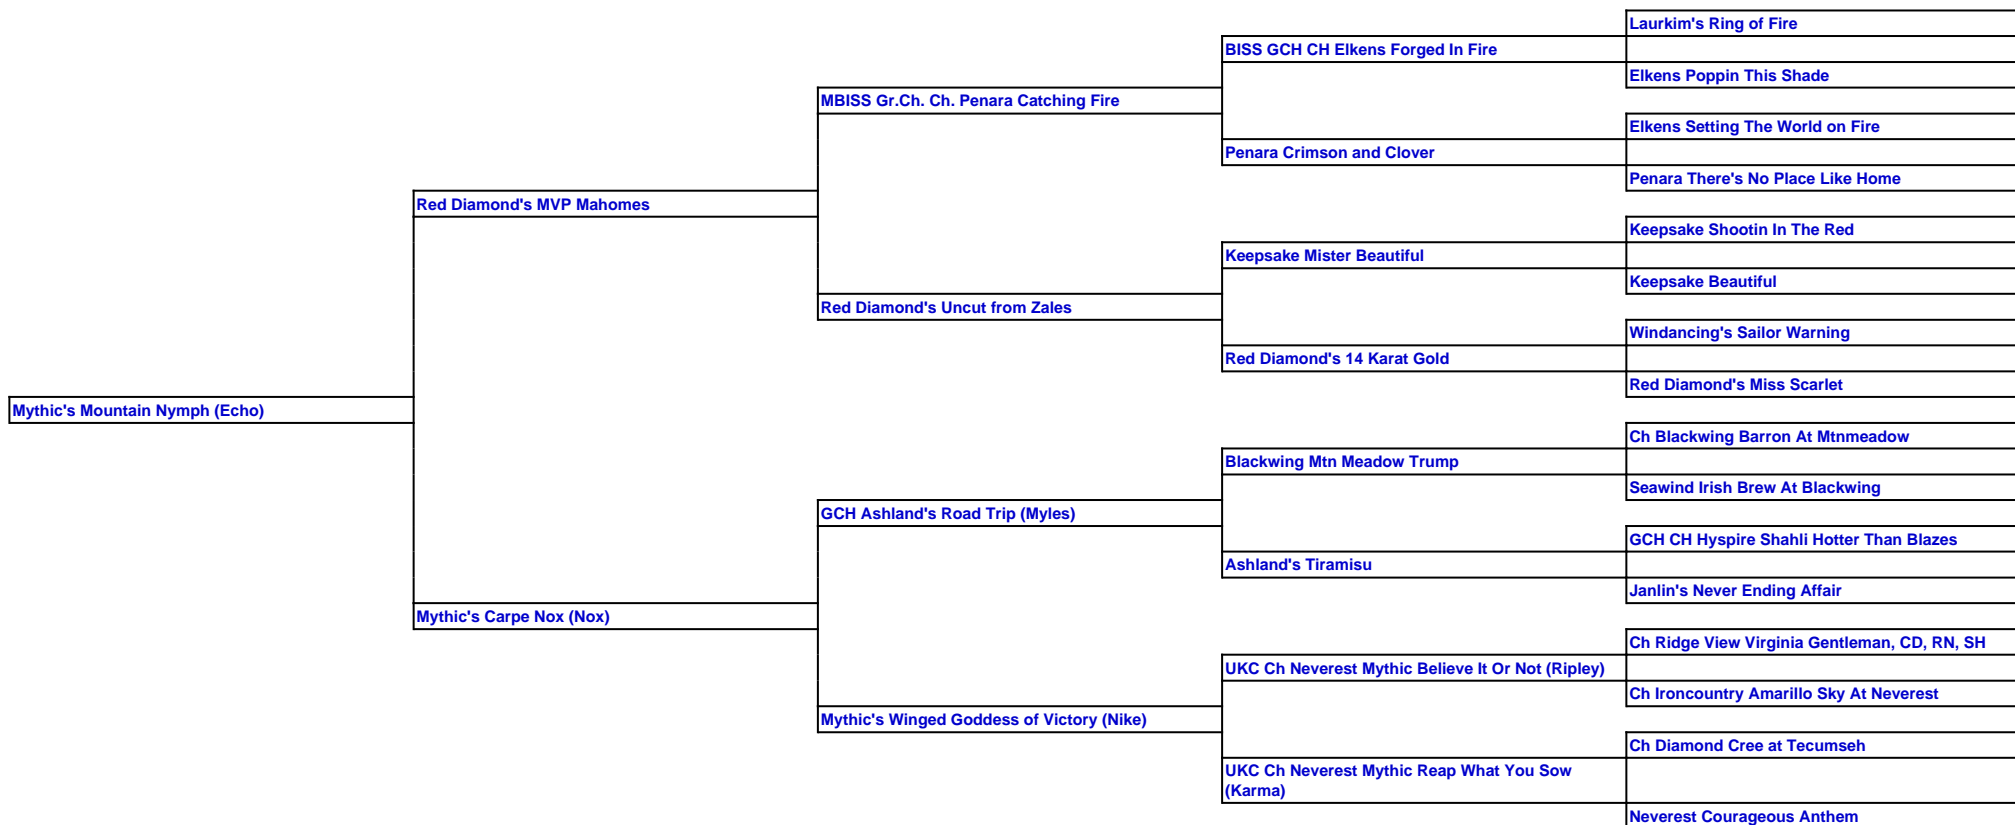 Laurkim's Ring of Fire
BISS GCH CH Elkens Forged In Fire
Elkens Poppin This Shade
MBISS Gr.Ch. Ch. Penara Catching Fire
Elkens Setting The World on Fire
Penara Crimson and Clover
Penara There's No Place Like Home
Red Diamond's MVP Mahomes
Keepsake Shootin In The Red
Keepsake Mister Beautiful
Keepsake Beautiful
Red Diamond's Uncut from Zales
Windancing's Sailor Warning
Red Diamond's 14 Karat Gold
Red Diamond's Miss Scarlet
Mythic's Mountain Nymph (Echo)
Ch Blackwing Barron At Mtnmeadow
Blackwing Mtn Meadow Trump
Seawind Irish Brew At Blackwing
GCH Ashland's Road Trip (Myles)
GCH CH Hyspire Shahli Hotter Than Blazes
Ashland's Tiramisu
Janlin's Never Ending Affair
Mythic's Carpe Nox (Nox)
Ch Ridge View Virginia Gentleman, CD, RN, SH
UKC Ch Neverest Mythic Believe It Or Not (Ripley)
Ch Ironcountry Amarillo Sky At Neverest
Mythic's Winged Goddess of Victory (Nike)
Ch Diamond Cree at Tecumseh
UKC Ch Neverest Mythic Reap What You Sow
(Karma)
Neverest Courageous Anthem